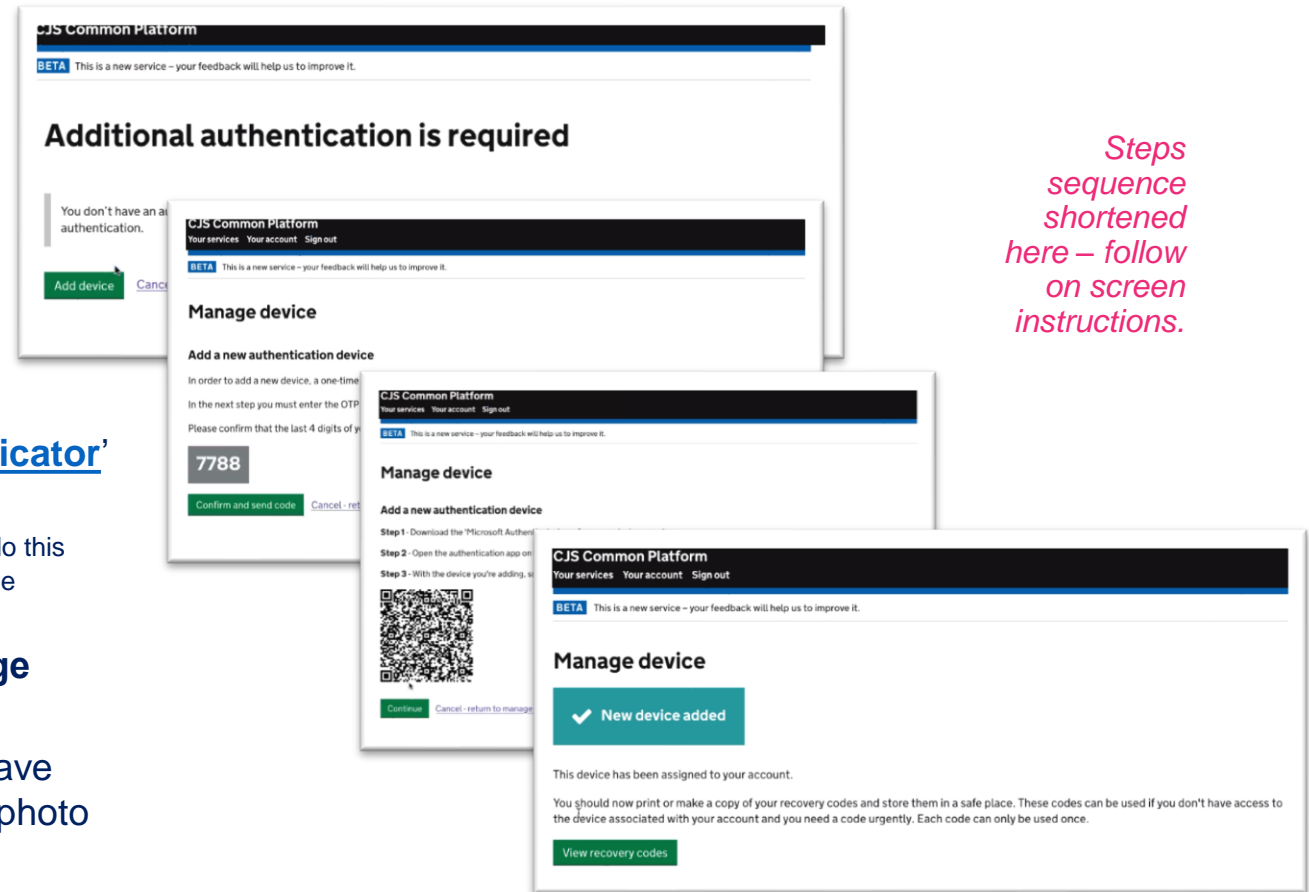 CJS Common Platform
BETA This is a new service – your feedback will help us to improve it.
Additional authentication is required
You don't have an
authentication.
Add device
Steps
sequence
shortened
here – follow
on screen
instructions.
CJS Common Platform
Your services Your account Sign out
BETA This is a new service – your feedback will help us to improve it.
Manage device
Add a new authentication device
In order to add a new device, a one-time
In the next step you must enter the OTP
Please confirm that the last 4 digits of
7788
Confirm and send code Cancel - ret
CJS Common Platform
Your services Your account Sign out
BETA This is a new service – your feedback will help us to improve it.
Manage device
Add a new authentication device
Step 1 - Download the 'Microsoft Authent
Step 2 - Open the authentication app on
Step 3 - With the device you're adding,
Continue Cancel - return to manage
CJS Common Platform
Your services Your account Sign out
BETA This is a new service – your feedback will help us to improve it.
Manage device
New device added
This device has been assigned to your account.
You should now print or make a copy of your recovery codes and store them in a safe place. These codes can be used if you don't have access to
the device associated with your account and you need a code urgently. Each code can only be used once.
View recovery codes
icator'
do this
e
ge
ave
photo